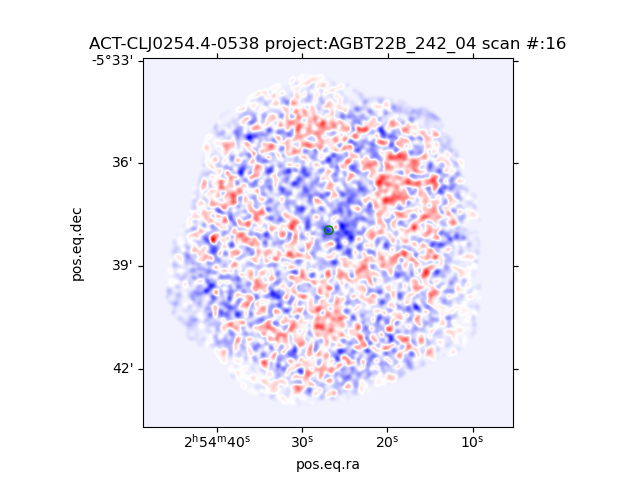 ACT-CLJ0254.4-0538 project:AGBT22B_242_04 scan #:16
-5°33'
36'
39'
42'
pos.eq.dec
2ʰ54ᵐ40ˢ 30ˢ 20ˢ 10ˢ
pos.eq.ra